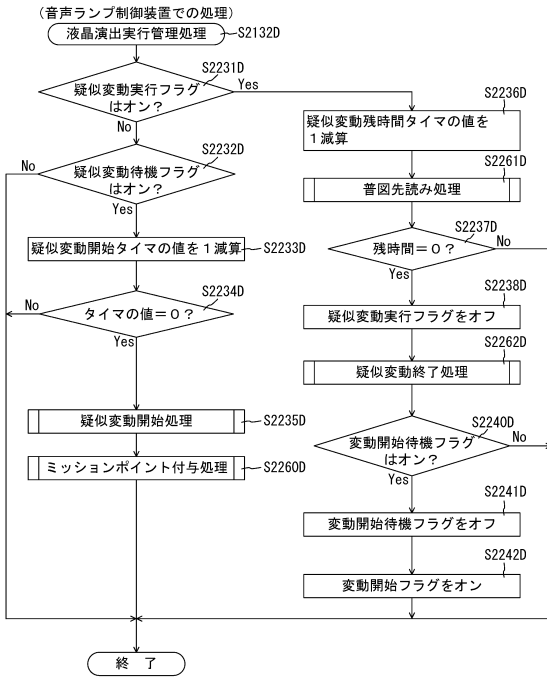 （音声ランプ制御装置での処理）
液晶演出実行管理処理
S2132D
疑似変動実行フラグ
はオン？
S2231D
Yes
No
疑似変動待機フラグ
はオン？
S2232D
No
Yes
疑似変動開始タイマの値を１減算
S2233D
タイマの値＝０？
S2234D
No
Yes
疑似変動開始処理
S2235D
ミッションポイント付与処理
S2260D
疑似変動残時間タイマの値を
１減算
S2236D
普図先読み処理
S2261D
残時間＝０？
S2237D
No
Yes
疑似変動実行フラグをオフ
S2238D
疑似変動終了処理
S2262D
変動開始待機フラグ
はオン？
S2240D
No
Yes
変動開始待機フラグをオフ
S2241D
変動開始フラグをオン
S2242D
終　了